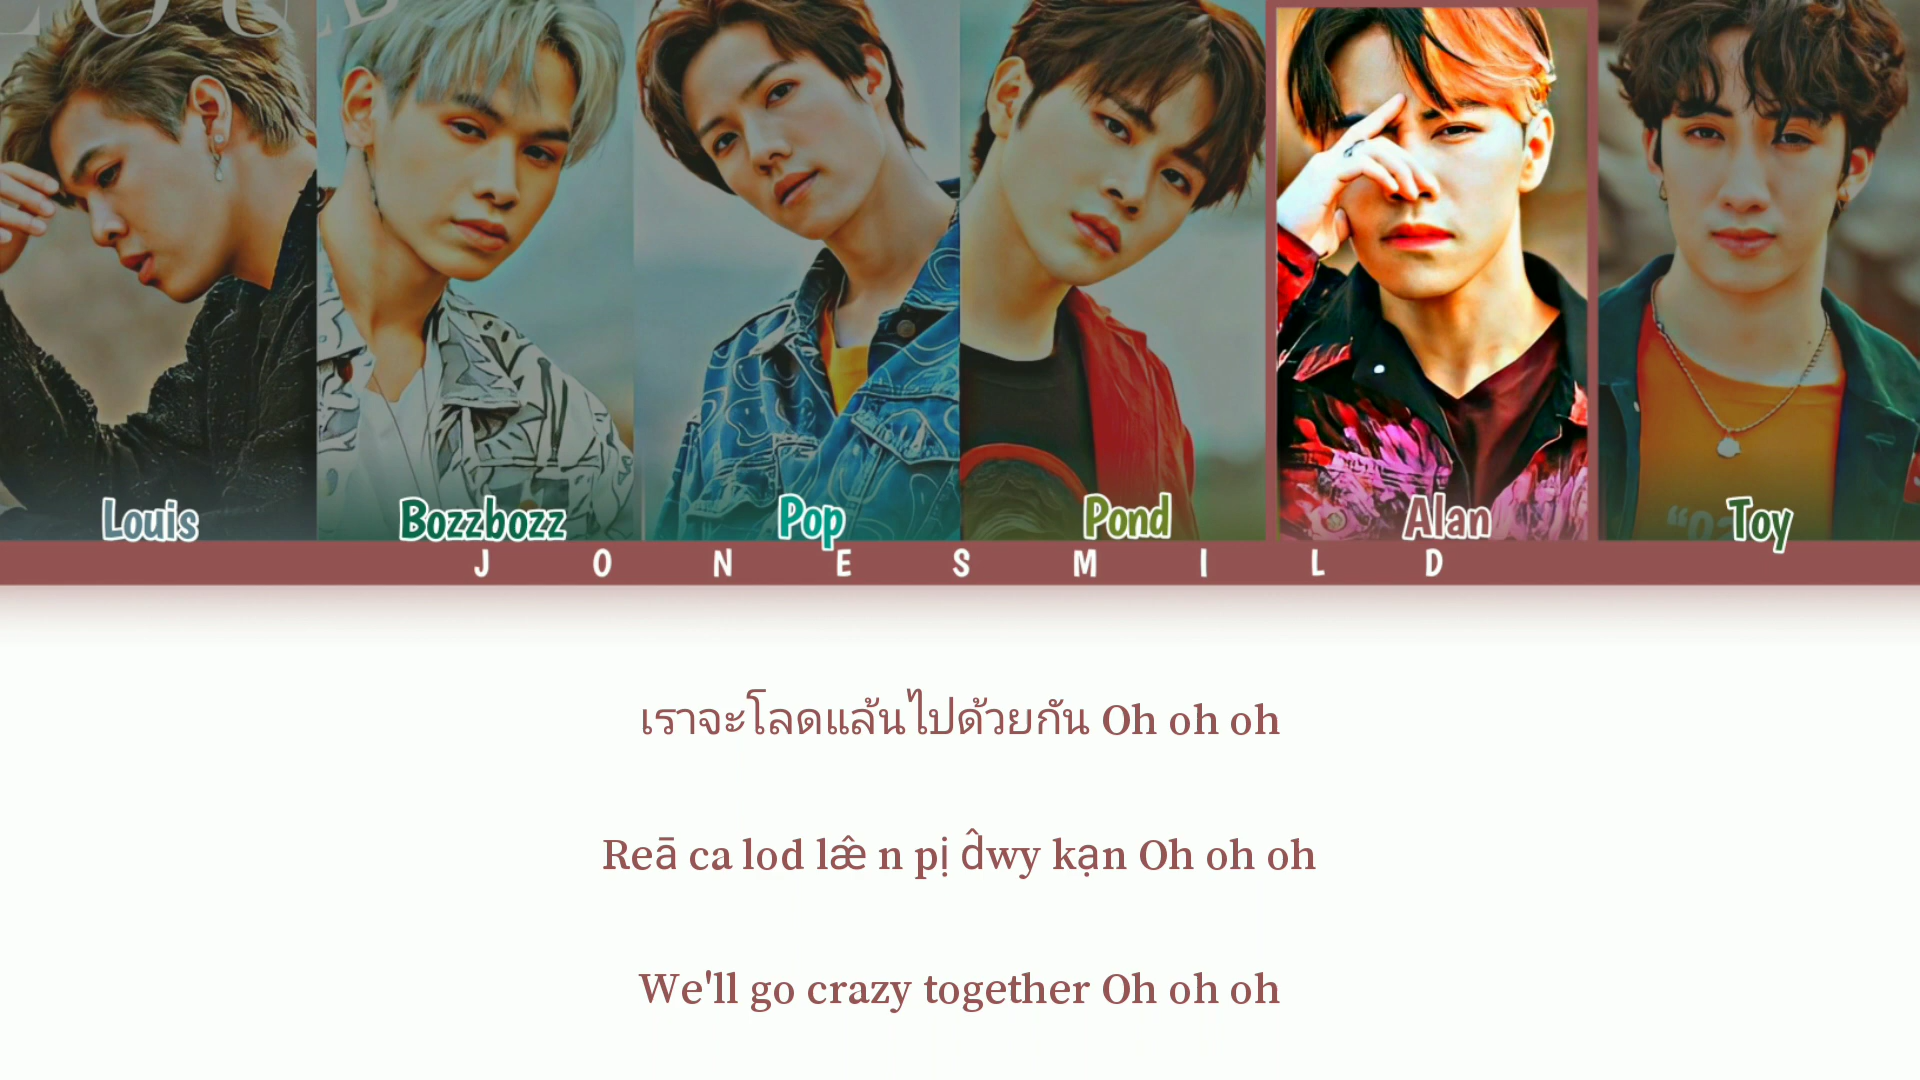 Louis Bozzbozz Pop Pond Alan Toy
J O N E S M I L D
เราจะโลดแล้นไปด้วยกัน Oh oh oh
Reā ca lod læ̂ n pị d̂wy kạn Oh oh oh
We'll go crazy together Oh oh oh